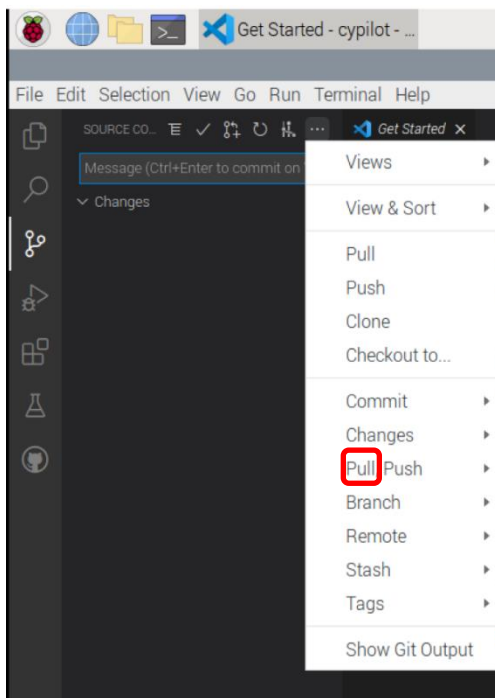 >_ Get Started - cypilot - ...
File Edit Selection View Go Run Terminal Help
SOURCE CO... ... Get Started ×
Message (Ctrl+Enter to commit on
Changes
Views
View & Sort
Pull
Push
Clone
Checkout to...
Commit
Changes
Pull, Push
Branch
Remote
Stash
Tags
Show Git Output